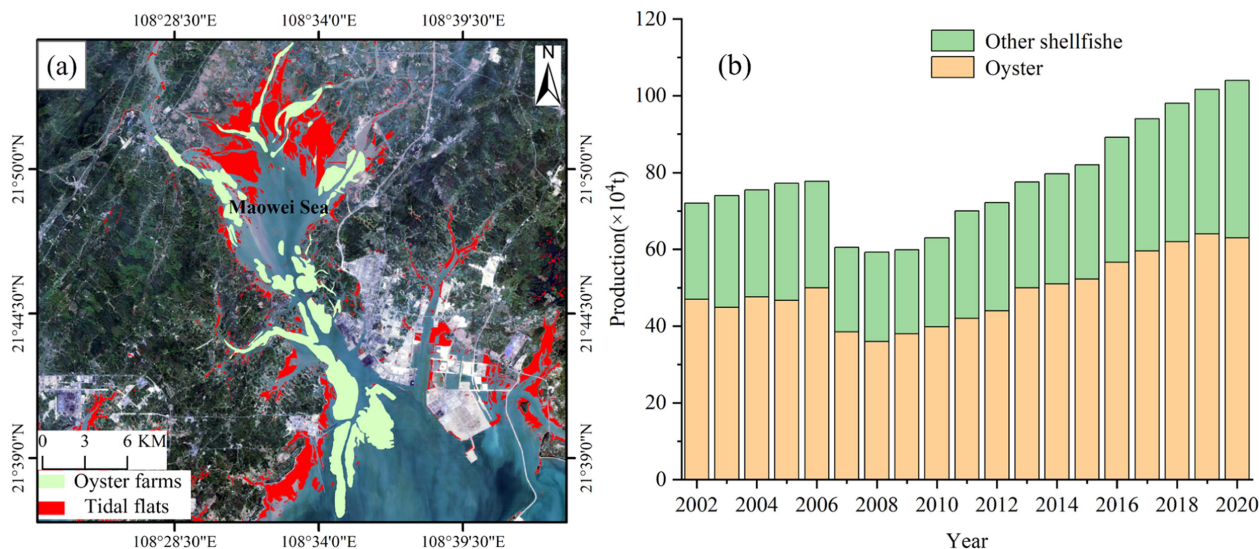 108°28'30"E 108°34'0"E 108°39'30"E
(a)
N
21°50'0"N
21°50'0"N
Maowei Sea
21°44'30"N
21°44'30"N
21°39'0"N
21°39'0"N
0 3 6 KM
Oyster farms
Tidal flats
108°28'30"E 108°34'0"E 108°39'30"E
(b)
Other shellfishe
Oyster
Production(×10⁴t)
120
100
80
60
40
20
0
2002 2004 2006 2008 2010 2012 2014 2016 2018 2020
Year